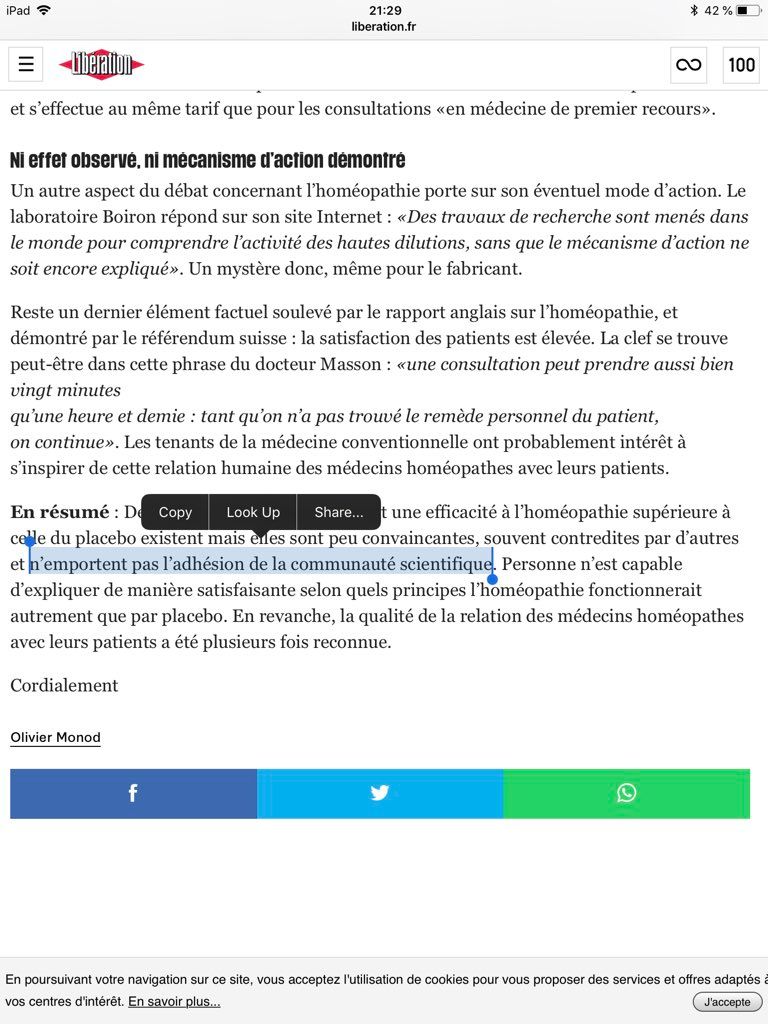 iPad 21:29 42 %
liberation.fr
Libération 100
et s'effectue au même tarif que pour les consultations «en médecine de premier recours».
Ni effet observé, ni mécanisme d'action démontré
Un autre aspect du débat concernant l'homéopathie porte sur son éventuel mode d'action. Le
laboratoire Boiron répond sur son site Internet : «Des travaux de recherche sont menés dans
le monde pour comprendre l'activité des hautes dilutions, sans que le mécanisme d'action ne
soit encore expliqué». Un mystère donc, même pour le fabricant.
Reste un dernier élément factuel soulevé par le rapport anglais sur l'homéopathie, et
démontré par le référendum suisse : la satisfaction des patients est élevée. La clef se trouve
peut-être dans cette phrase du docteur Masson : «une consultation peut prendre aussi bien
vingt minutes
qu'une heure et demie : tant qu'on n'a pas trouvé le remède personnel du patient,
on continue». Les tenants de la médecine conventionnelle ont probablement intérêt à
s'inspirer de cette relation humaine des médecins homéopathes avec leurs patients.
Copy Look Up Share...
En résumé : De t une efficacité à l'homéopathie supérieure à
celle du placebo existent mais elles sont peu convaincantes, souvent contredites par d'autres
et n'emportent pas l'adhésion de la communauté scientifique. Personne n'est capable
d'expliquer de manière satisfaisante selon quels principes l'homéopathie fonctionnerait
autrement que par placebo. En revanche, la qualité de la relation des médecins homéopathes
avec leurs patients a été plusieurs fois reconnue.
Cordialement
Olivier Monod
En poursuivant votre navigation sur ce site, vous acceptez l'utilisation de cookies pour vous proposer des services et offres adaptés à
vos centres d'intérêt. En savoir plus... J'accepte